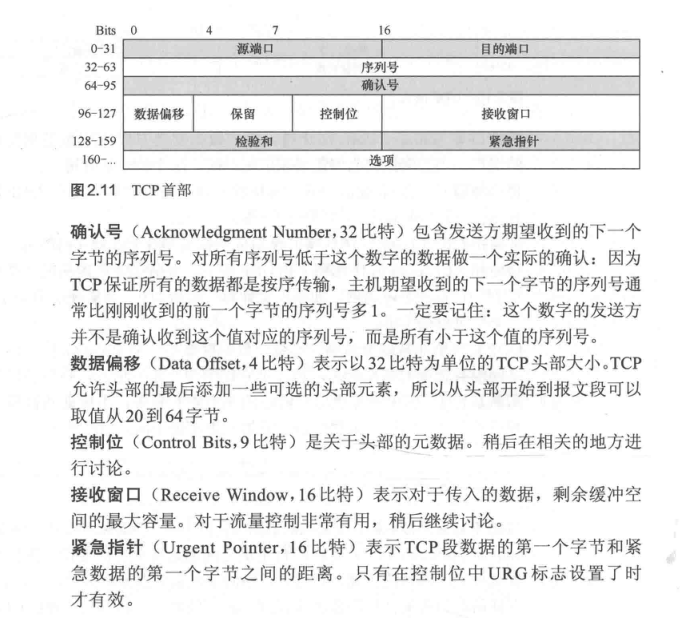 Bits 0 4 7 16
0-31 源端口 目的端口
32-63 序列号
64-95 确认号
96-127 数据偏移 保留 控制位 接收窗口
128-159 检验和 紧急指针
160-... 选项
图2.11 TCP首部
确认号（Acknowledgment Number,32比特）包含发送方期望收到的下一个
字节的序列号。对所有序列号低于这个数字的数据做一个实际的确认：因为
TCP保证所有的数据都是按序传输，主机期望收到的下一个字节的序列号通
常比刚刚收到的前一个字节的序列号多1。一定要记住：这个数字的发送方
并不是确认收到这个值对应的序列号，而是所有小于这个值的序列号。
数据偏移（Data Offset,4比特）表示以32比特为单位的TCP头部大小。TCP
允许头部的最后添加一些可选的头部元素，所以从头部开始到报文段可以
取值从20到64字节。
控制位（Control Bits,9比特）是关于头部的元数据。稍后在相关的地方进
行讨论。
接收窗口（Receive Window,16比特）表示对于传入的数据，剩余缓冲空
间的最大容量。对于流量控制非常有用，稍后继续讨论。
紧急指针（Urgent Pointer,16比特）表示TCP段数据的第一个字节和紧
急数据的第一个字节之间的距离。只有在控制位中URG标志设置了时
才有效。